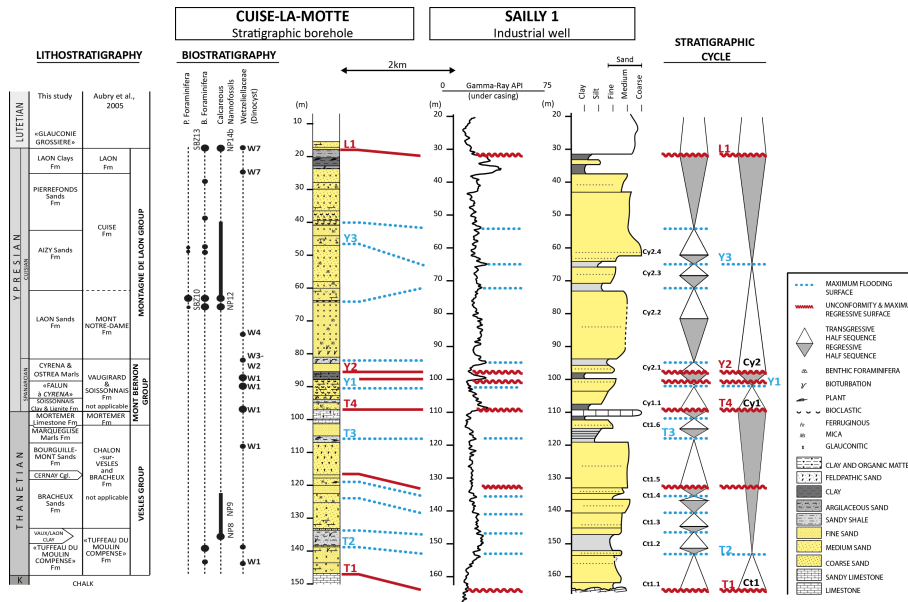 CUISE-LA-MOTTE
Stratigraphic borehole
SAILLY 1
Industrial well
LITHOSTRATIGRAPHY
BIOSTRATIGRAPHY
STRATIGRAPHIC
CYCLE
2km
This study
Aubry et al.,
2005
P. Foraminifera
B. Foraminifera
Calcareous
Nannofossils
Wetzeliellaceae
(Dinocyst)
0
Gamma-Ray API
75
(under casing)
Sand
Clay
Silt
Fine
Medium
Coarse
(m)
(m)
(m)
LUTETIAN
YPRESIAN
CUISIAN
SPARNACIAN
THANETIAN
K
«GLAUCONIE
GROSSIERE»
LAON Clays
Fm
PIERREFONDS
Sands
Fm
AIZY Sands
Fm
LAON Sands
Fm
CYRENA &
OSTREA Marls
«FALUN
à CYRENA»
SOISSONNAIS
Clay & Lignite Fm
MORTEMER
Limestone Fm
MARQUEGLISE
Marls Fm
BOURGUILLE-
MONT Sands
Fm
CERNAY Cgl.
BRACHEUX
Sands
Fm
VAUX/LAON
CLAY
«TUFFEAU DU
MOULIN
COMPENSE»
Fm
CHALK
LAON
Fm
CUISE
Fm
MONT
NOTRE-DAME
Fm
VAUGIRARD &
SOISSONNAIS
Fm
not applicable
MORTEMER
Fm
CHALON
-sur-
VESLES
and
BRACHEUX
Fm
not applicable
«TUFFEAU DU
MOULIN
COMPENSE»
Fm
MONTAGNE DE LAON GROUP
MONT BERNON
GROUP
VESLES GROUP
SBZ13
NP14b
SBZ10
NP12
NP9
NP8
W7
W7
W4
W3-
W2
W1
W1
W1
W1
W1
10
20
30
40
50
60
70
80
90
100
110
120
130
140
150
L1
Y3
Y2
Y1
T4
T3
T2
T1
20
30
40
50
60
70
80
90
100
110
120
130
140
150
160
20
30
40
50
60
70
80
90
100
110
120
130
140
150
160
Cy2.4
Cy2.3
Cy2.2
Cy2.1
Cy1.1
Ct1.6
Ct1.5
Ct1.4
Ct1.3
Ct1.2
Ct1.1
L1
Y3
Y2
Cy2
Y1
T4
Cy1
T3
T2
T1
Ct1
MAXIMUM FLOODING
SURFACE
UNCONFORMITY & MAXIMU
REGRESSIVE SURFACE
TRANSGRESSIVE
HALF SEQUENCE
REGRESSIVE
HALF SEQUENCE
BENTHIC FORAMINIFERA
BIOTURBATION
PLANT
BIOCLASTIC
FERRUGINOUS
MICA
GLAUCONITIC
CLAY AND ORGANIC MATTE
FELDPATHIC SAND
CLAY
ARGILACEOUS SAND
SANDY SHALE
FINE SAND
MEDIUM SAND
COARSE SAND
SANDY LIMESTONE
LIMESTONE